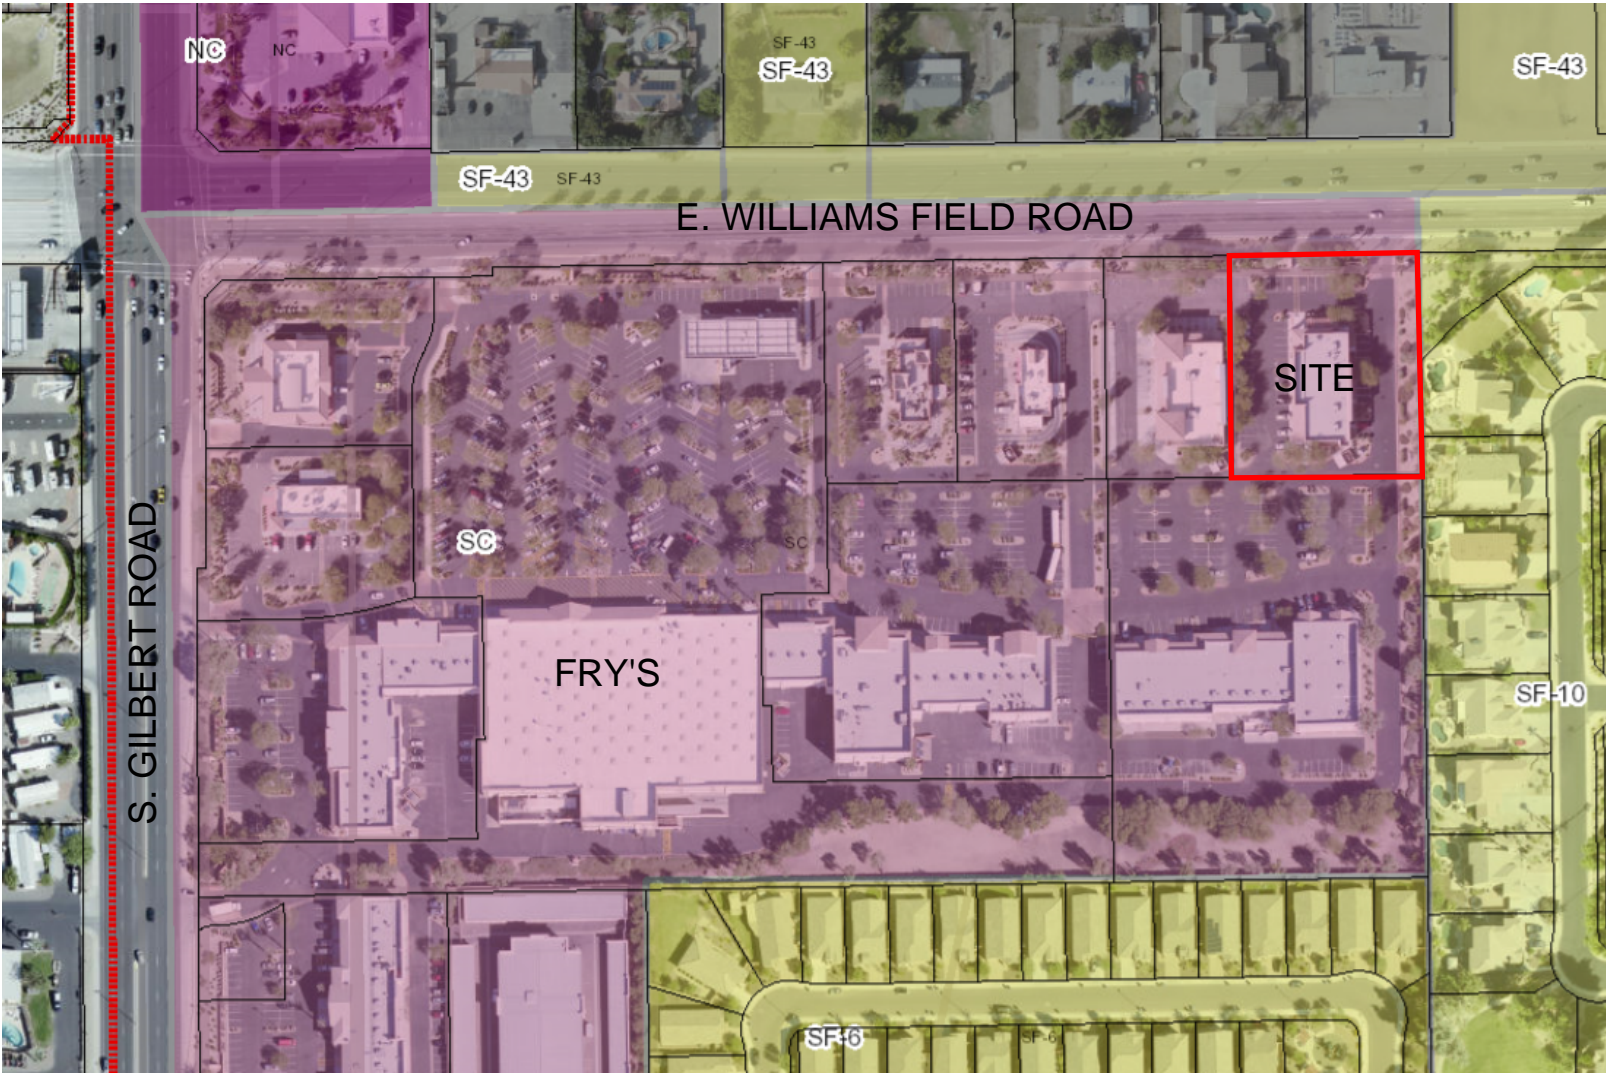 NC
NC
SF-43
SF-43
SF-43
SF-43
SF-43
E. WILLIAMS FIELD ROAD
SITE
SC
SC
S. GILBERT ROAD
FRY'S
SF-10
SF-6
SF-6